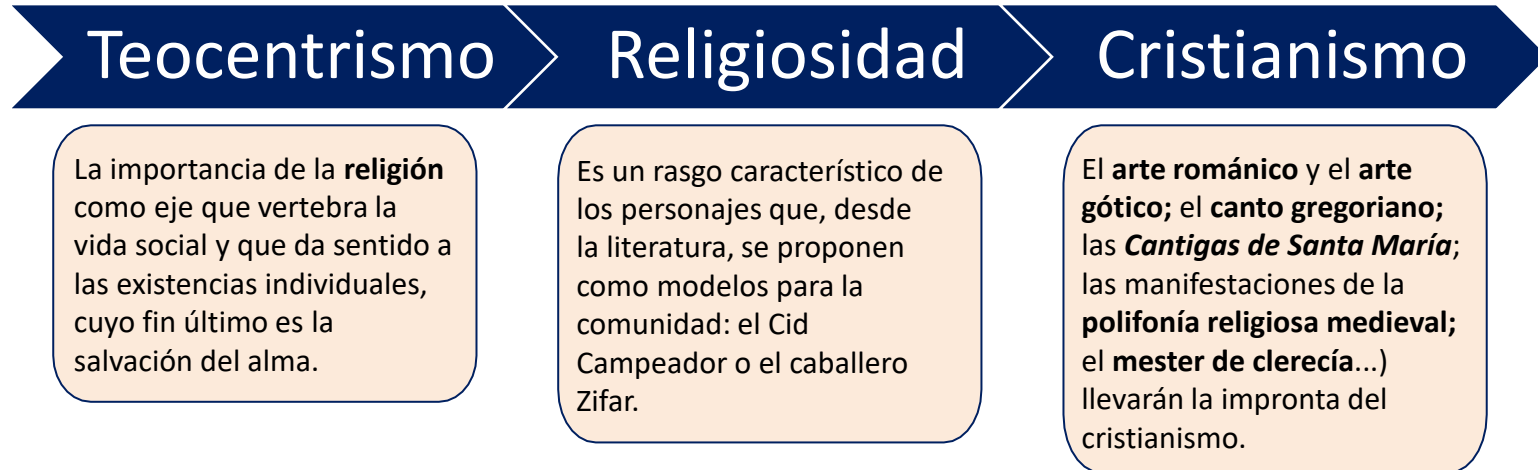 Teocentrismo
Religiosidad
Cristianismo
La importancia de la religión
como eje que vertebra la
vida social y que da sentido a
las existencias individuales,
cuyo fin último es la
salvación del alma.
Es un rasgo característico de
los personajes que, desde
la literatura, se proponen
como modelos para la
comunidad: el Cid
Campeador o el caballero
Zifar.
El arte románico y el arte
gótico; el canto gregoriano;
las Cantigas de Santa María;
las manifestaciones de la
polifonía religiosa medieval;
el mester de clerecía...)
llevarán la impronta del
cristianismo.